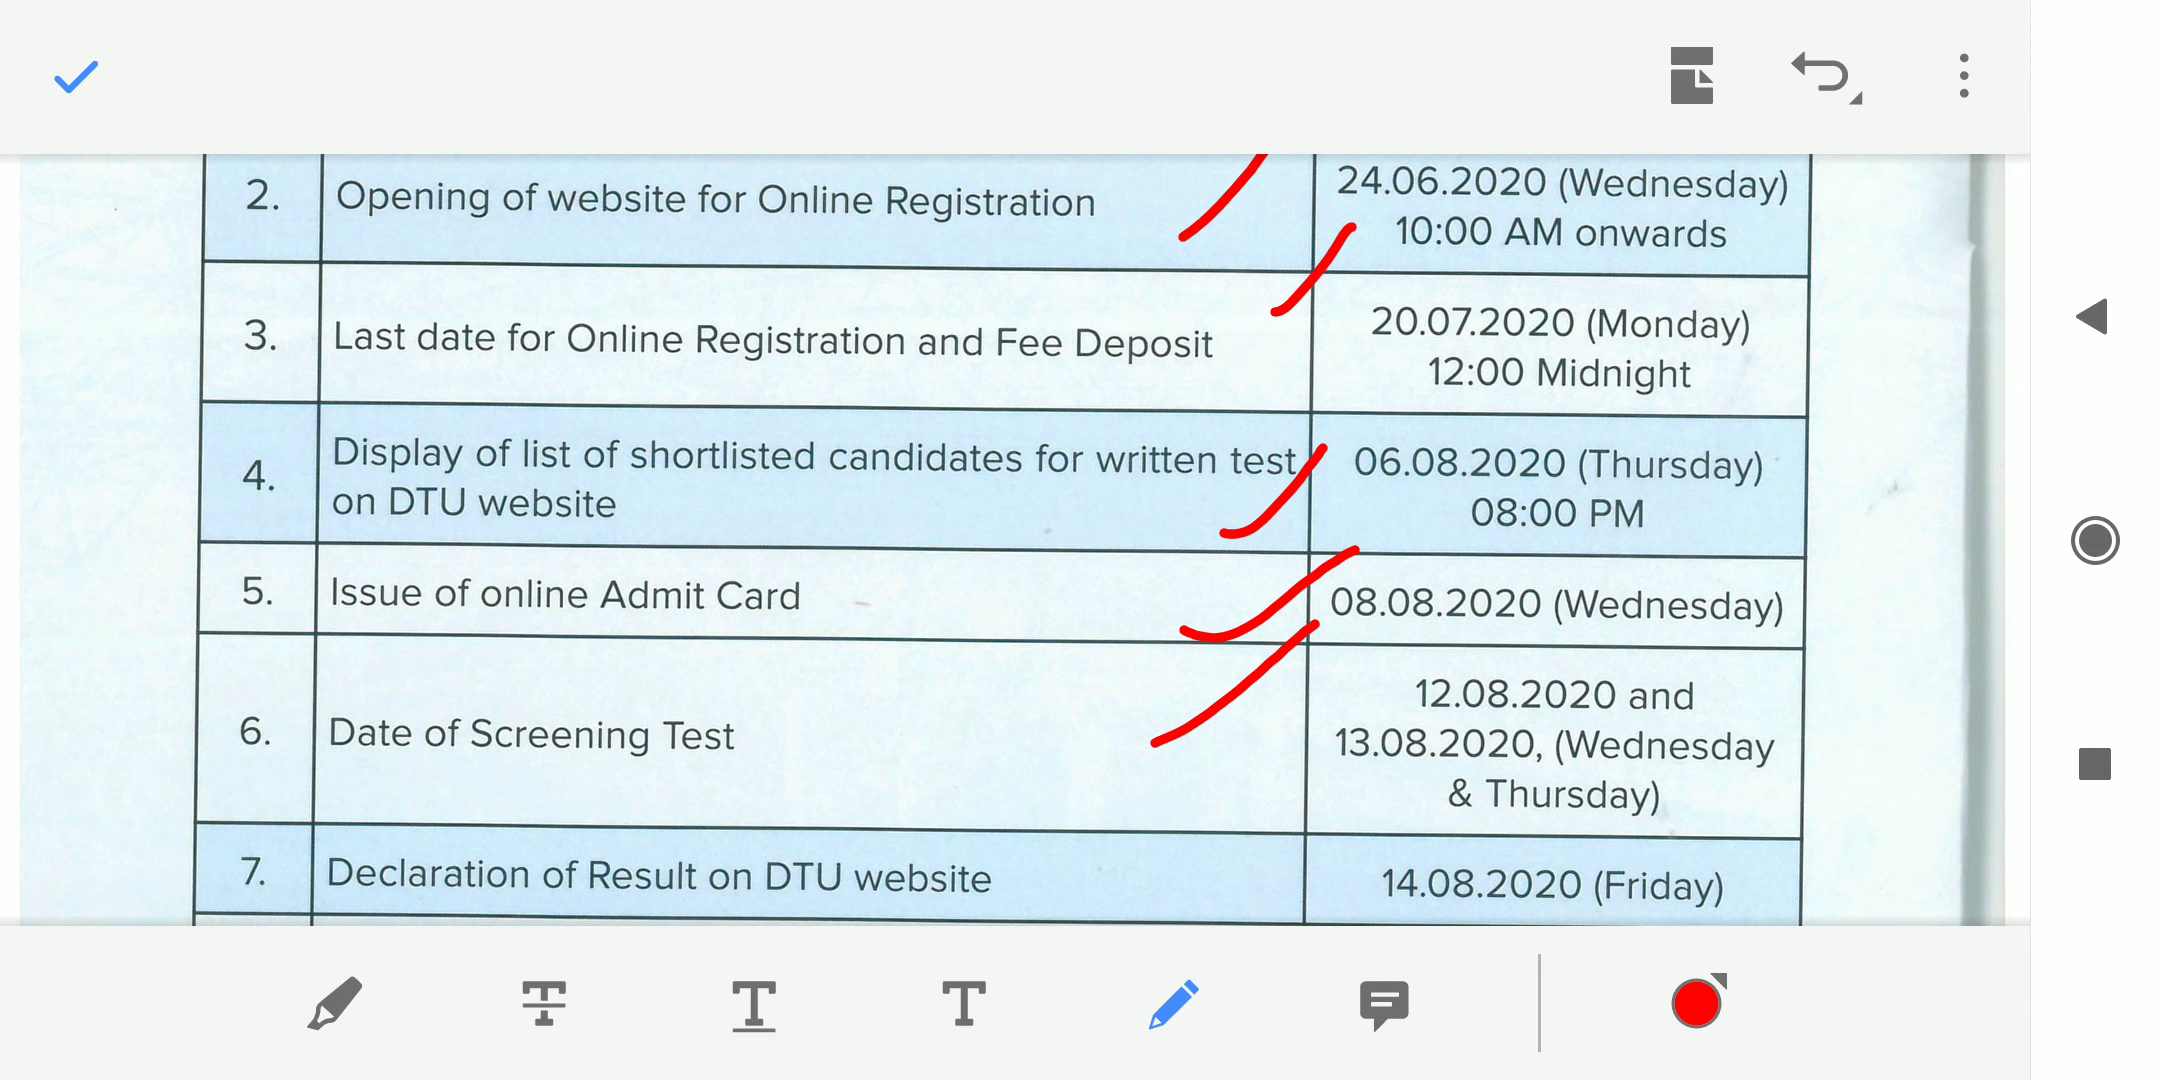 2. Opening of website for Online Registration 24.06.2020 (Wednesday)
10:00 AM onwards
3. Last date for Online Registration and Fee Deposit 20.07.2020 (Monday)
12:00 Midnight
4. Display of list of shortlisted candidates for written test 06.08.2020 (Thursday)
on DTU website 08:00 PM
5. Issue of online Admit Card 08.08.2020 (Wednesday)
12.08.2020 and
6. Date of Screening Test 13.08.2020, (Wednesday
& Thursday)
7. Declaration of Result on DTU website 14.08.2020 (Friday)